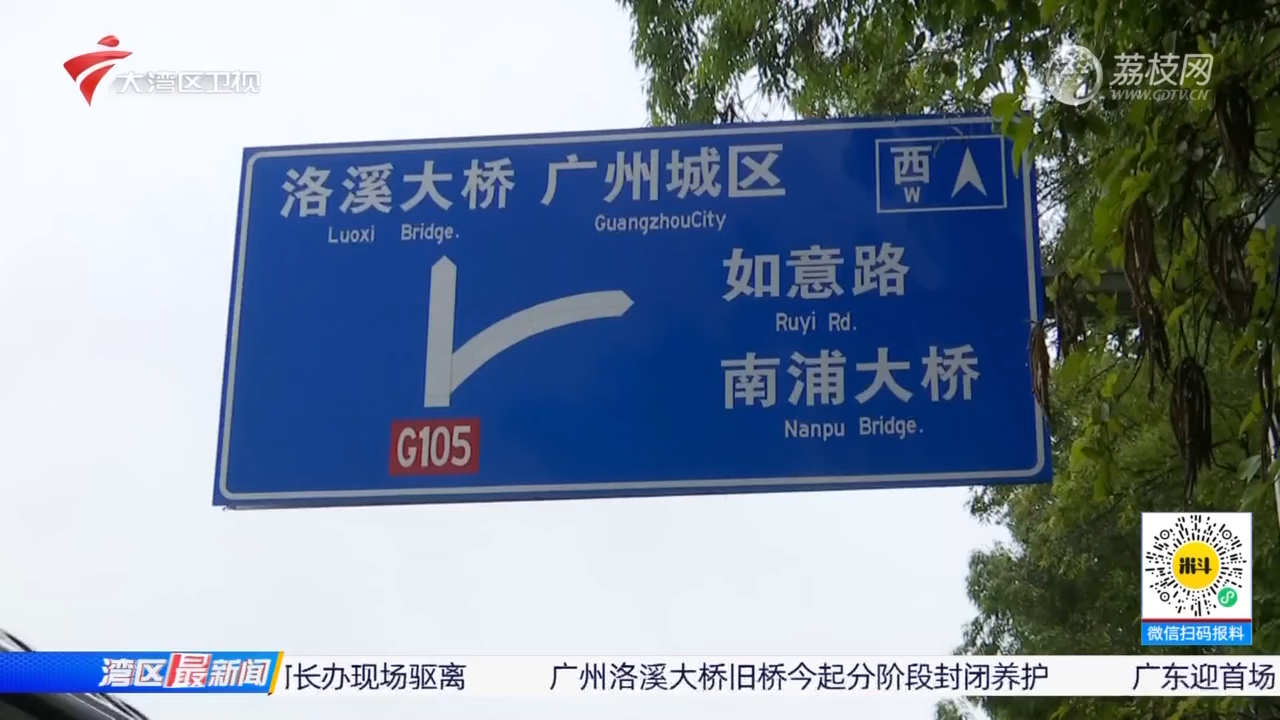 大湾区卫视
荔枝网
WWW.GDTV.CN
洛溪大桥 广州城区
Luoxi Bridge. GuangzhouCity
西
W
如意路
Ruyi Rd.
南浦大桥
Nanpu Bridge.
G105
米斗
微信扫码报料
湾区最新闻
长办现场驱离 广州洛溪大桥旧桥今起分阶段封闭养护 广东迎首场